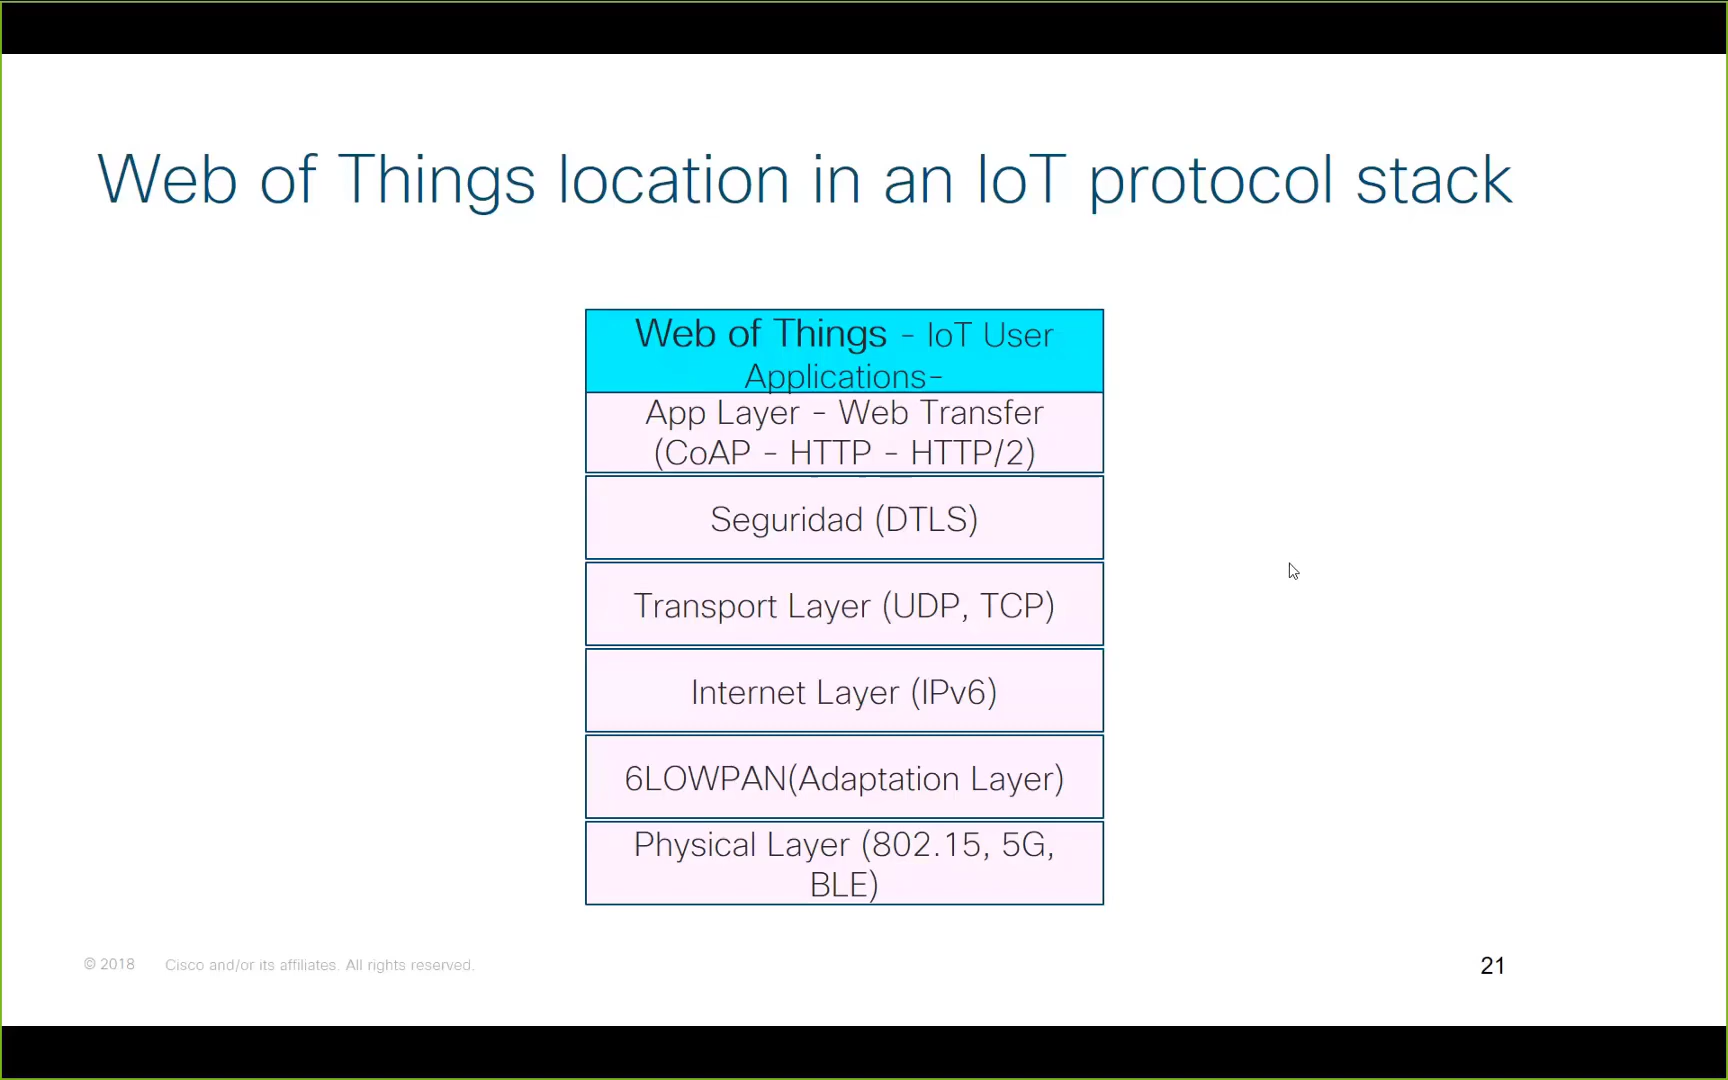 Web of Things location in an IoT protocol stack
Web of Things - IoT User
Applications-
App Layer - Web Transfer
(CoAP - HTTP - HTTP/2)
Seguridad (DTLS)
Transport Layer (UDP, TCP)
Internet Layer (IPv6)
6LOWPAN(Adaptation Layer)
Physical Layer (802.15, 5G,
BLE)
© 2018 Cisco and/or its affiliates. All rights reserved.
21